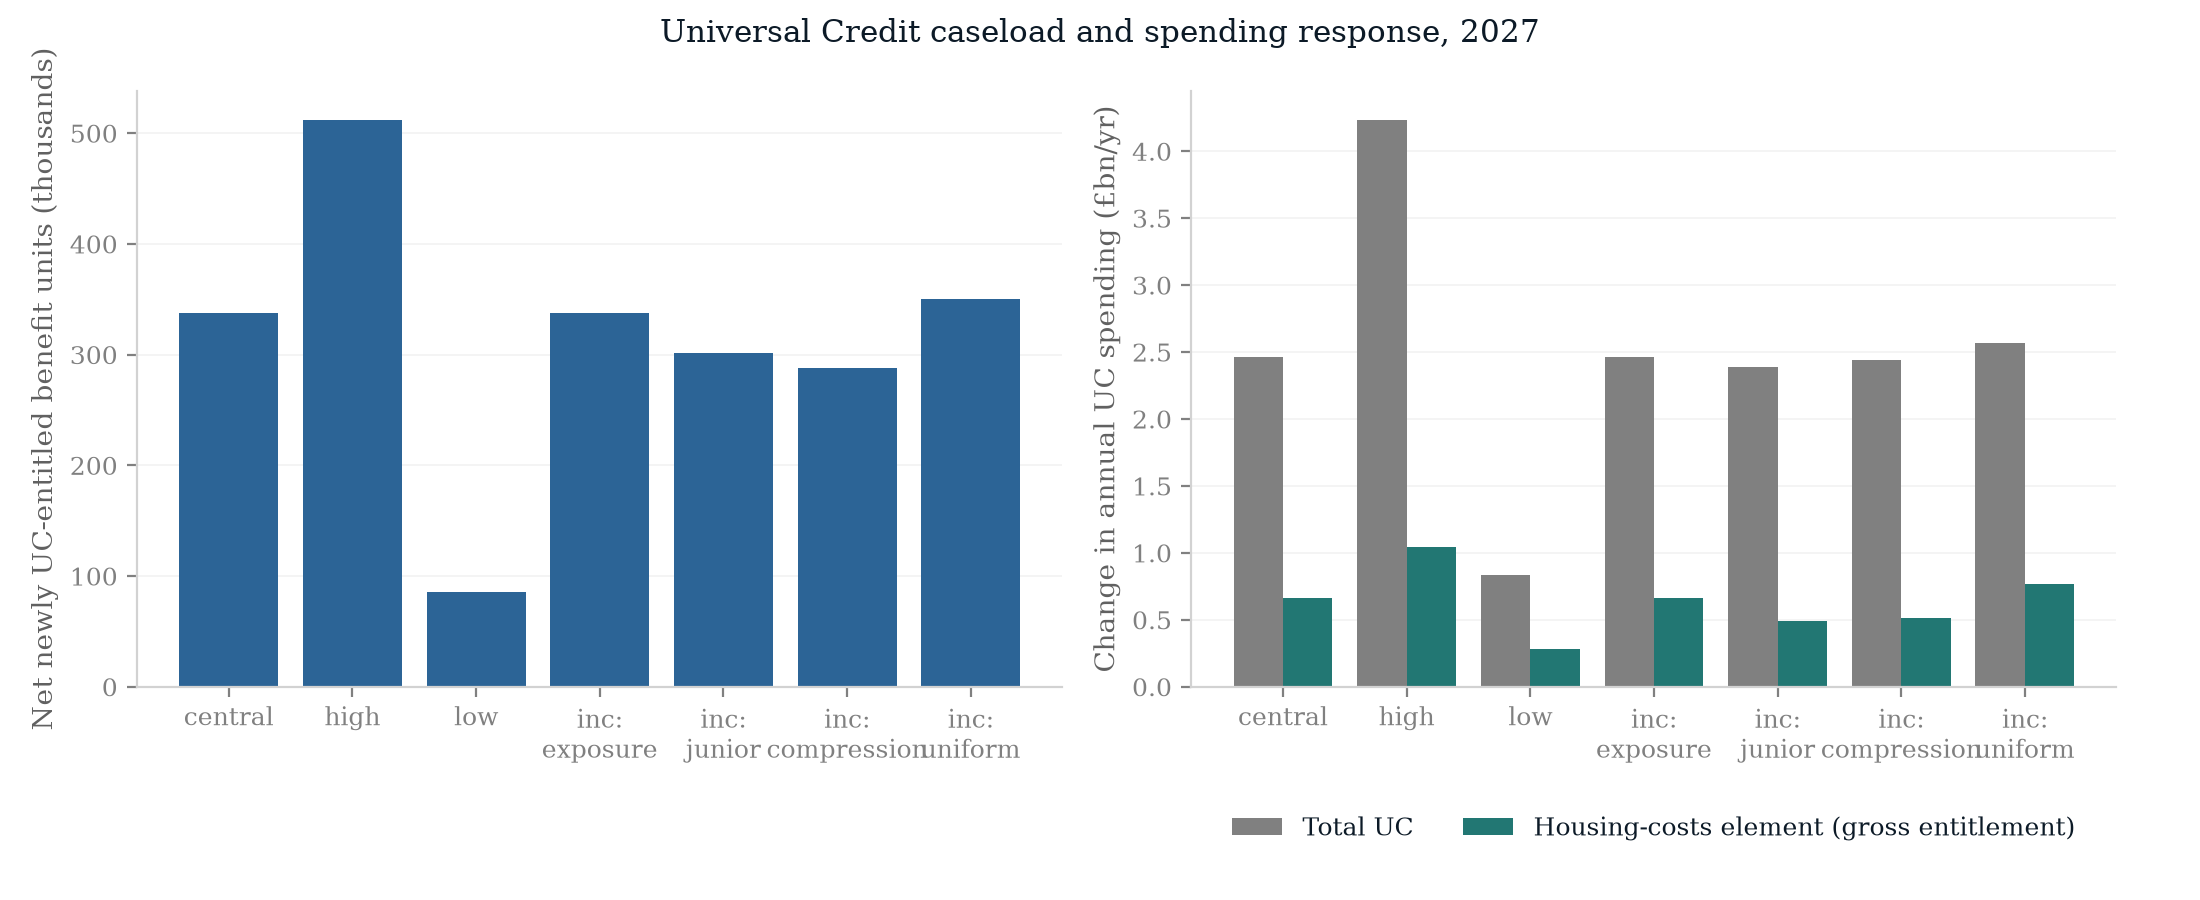 Universal Credit caseload and spending response, 2027
Net newly UC-entitled benefit units (thousands)
500
400
300
200
100
0
central
high
low
inc:
exposure
inc:
junior
inc:
compression
inc:
uniform
Change in annual UC spending (£bn/yr)
4.0
3.5
3.0
2.5
2.0
1.5
1.0
0.5
0.0
central
high
low
inc:
exposure
inc:
junior
inc:
compression
inc:
uniform
Total UC
Housing-costs element (gross entitlement)